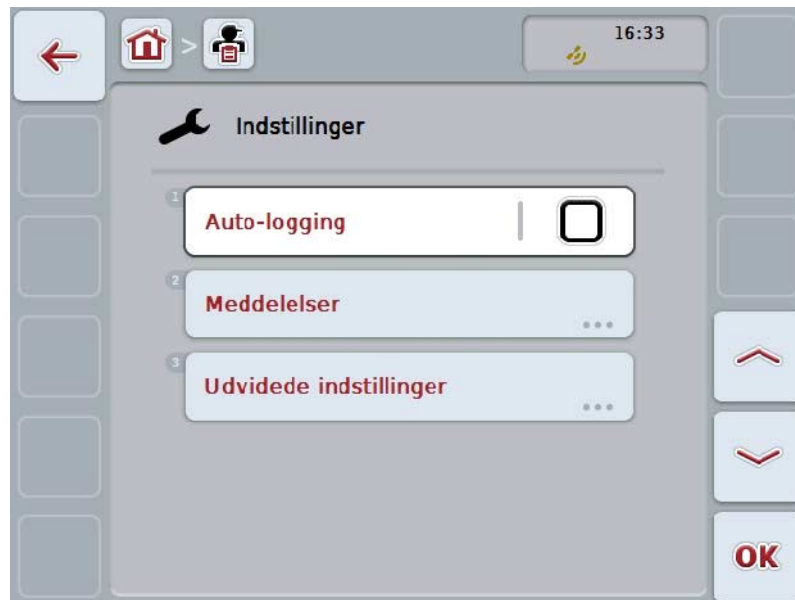 >
16:33
Indstillinger
1
Auto-logging
2
Meddelelser
...
3
Udvidede indstillinger
...
OK